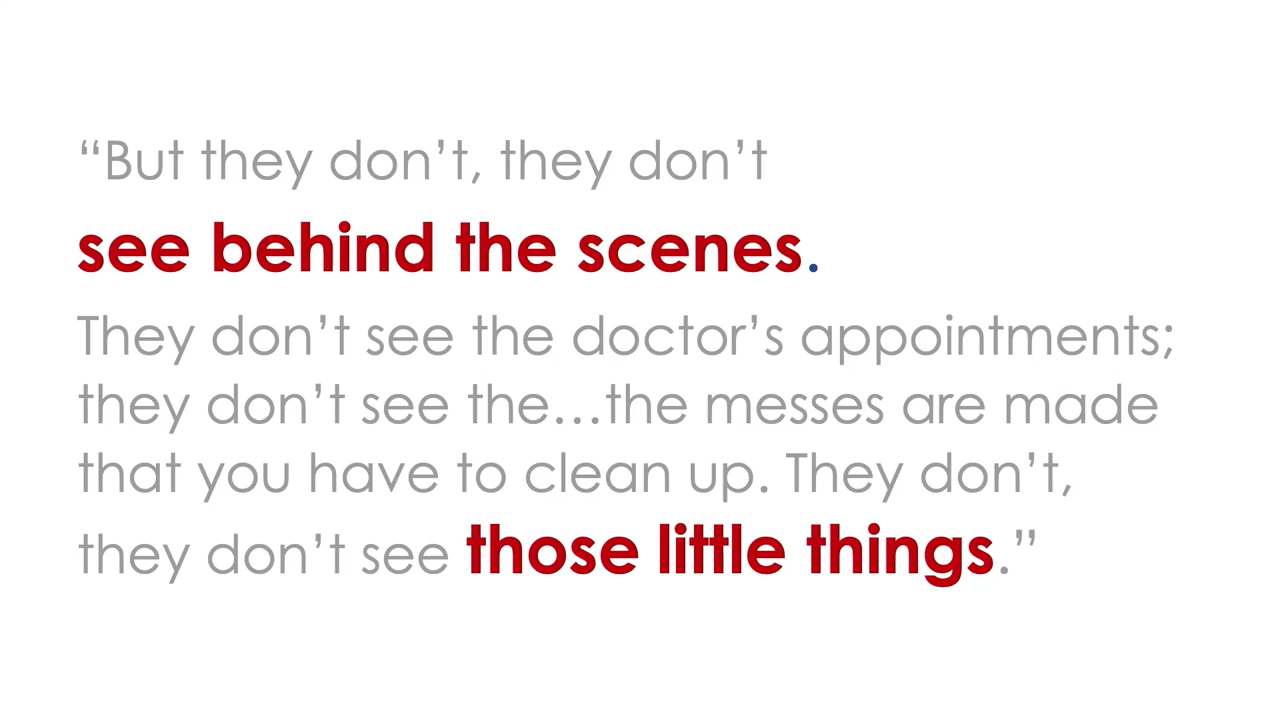 “But they don’t, they don’t
see behind the scenes.
They don’t see the doctor’s appointments;
they don’t see the…the messes are made
that you have to clean up. They don’t,
they don’t see those little things.”